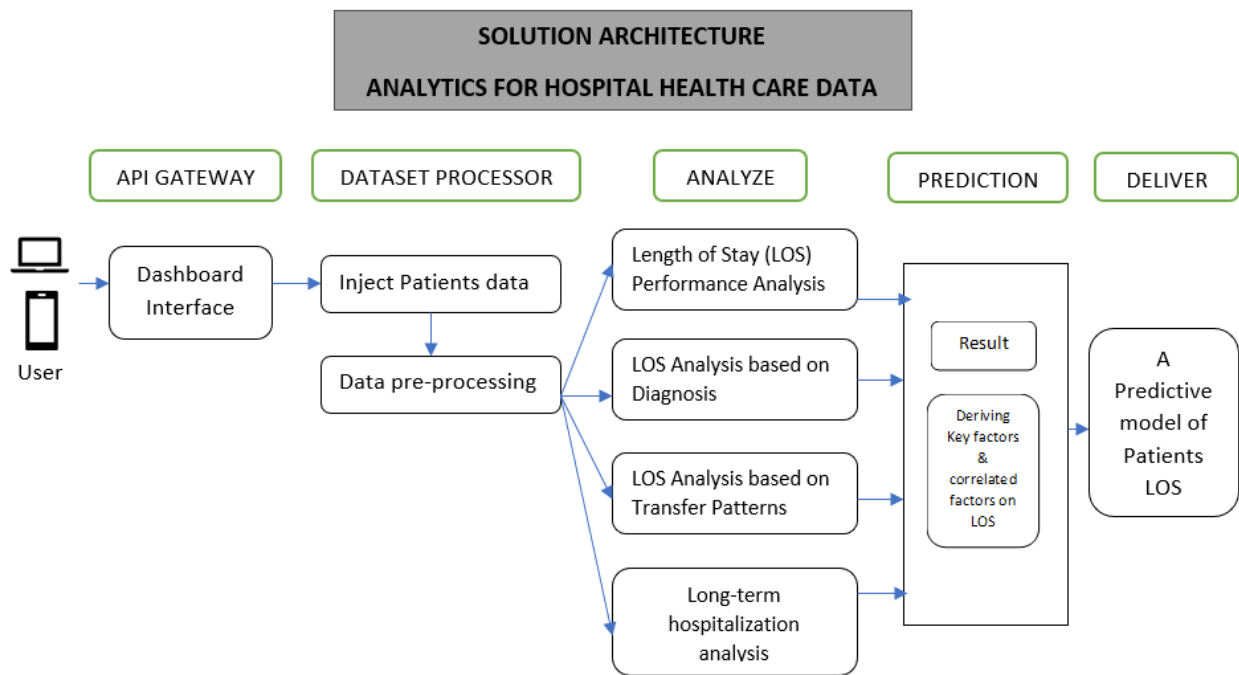 SOLUTION ARCHITECTURE
ANALYTICS FOR HOSPITAL HEALTH CARE DATA
API GATEWAY
DATASET PROCESSOR
ANALYZE
PREDICTION
DELIVER
User
Dashboard
Interface
Inject Patients data
Data pre-processing
Length of Stay (LOS)
Performance Analysis
LOS Analysis based on
Diagnosis
LOS Analysis based on
Transfer Patterns
Long-term
hospitalization
analysis
Result
Deriving
Key factors
&
correlated
factors on
LOS
A
Predictive
model of
Patients
LOS